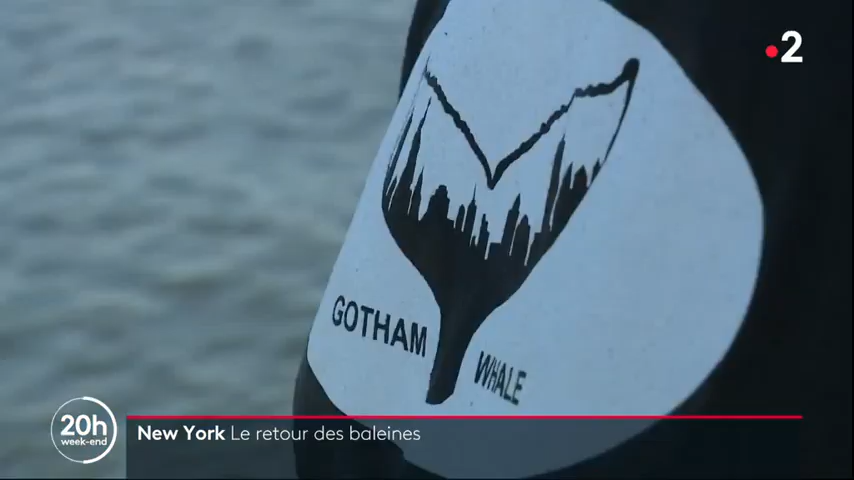 2
GOTHAM
WHALE
20h
week-end
New York Le retour des baleines